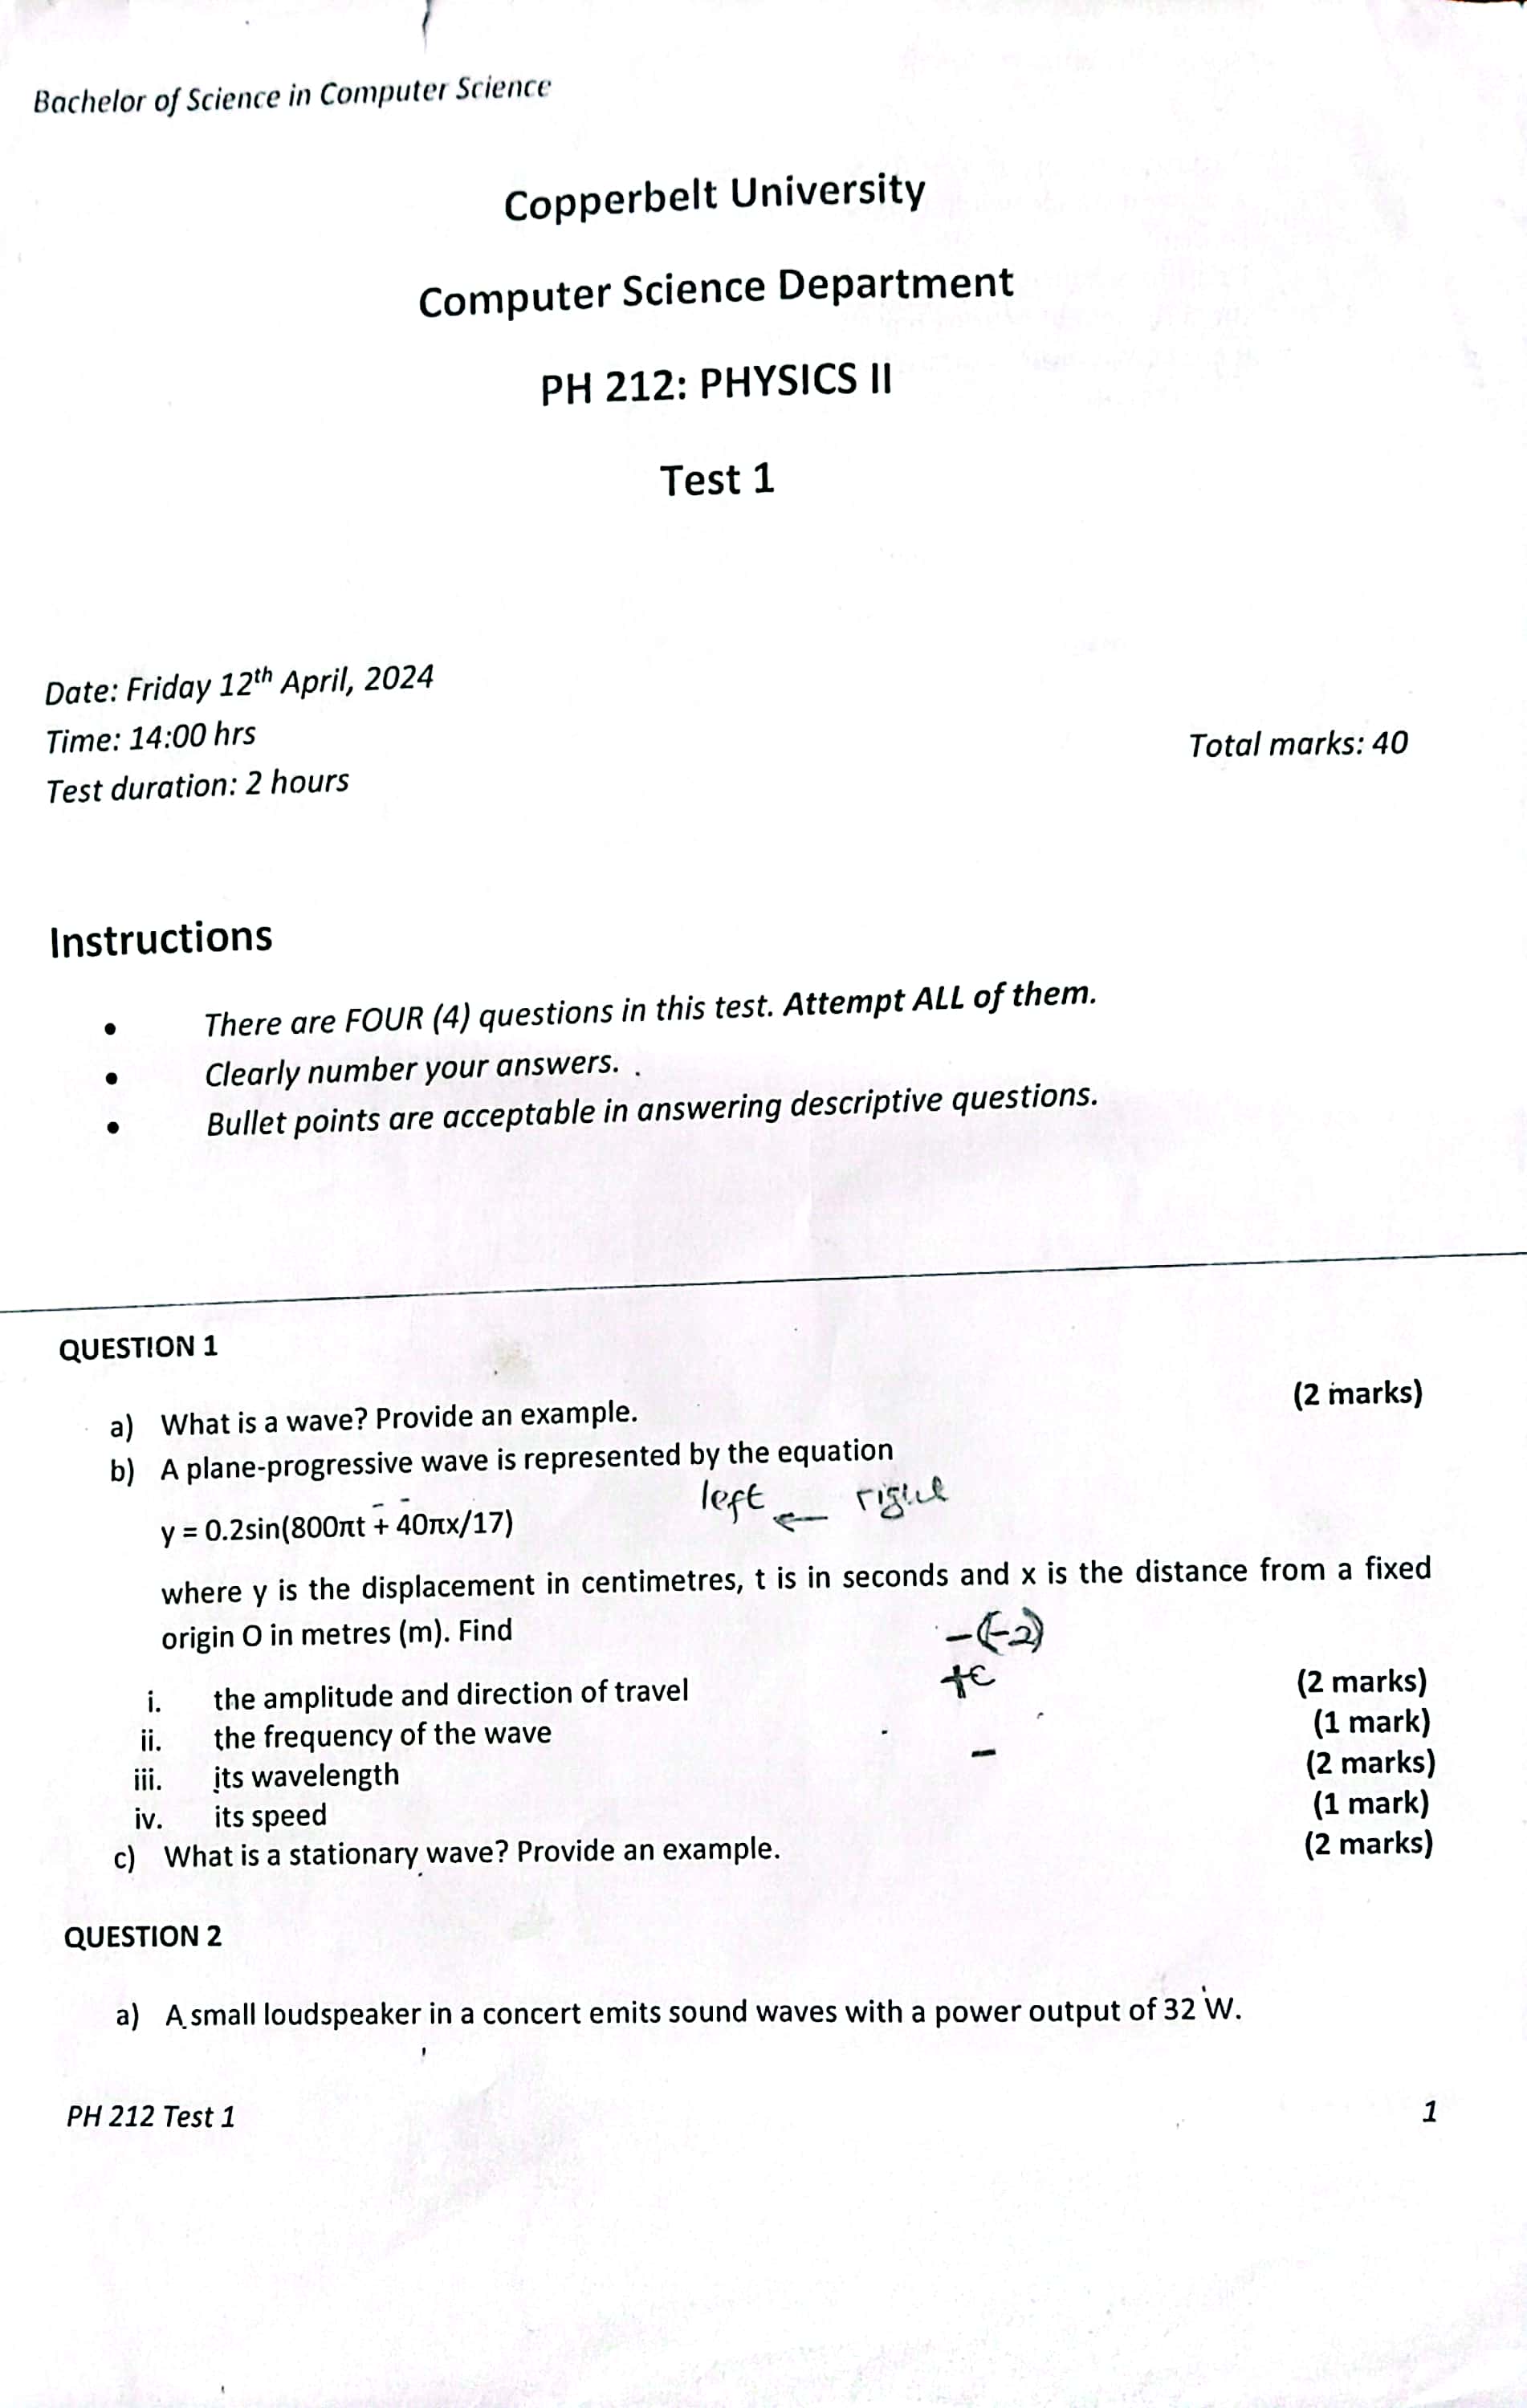 Bachelor of Science in Computer Science
Copperbelt University
Computer Science Department
PH 212: PHYSICS II
Test 1
Date: Friday 12th April, 2024
Time: 14:00 hrs
Test duration: 2 hours
Total marks: 40
Instructions
• There are FOUR (4) questions in this test. Attempt ALL of them.
• Clearly number your answers. .
• Bullet points are acceptable in answering descriptive questions.
QUESTION 1
a) What is a wave? Provide an example. (2 marks)
b) A plane-progressive wave is represented by the equation
left ← right
y = 0.2sin(800πt + 40πx/17)
where y is the displacement in centimetres, t is in seconds and x is the distance from a fixed
origin O in metres (m). Find
-(-2)
+e
i. the amplitude and direction of travel (2 marks)
ii. the frequency of the wave (1 mark)
-
iii. its wavelength (2 marks)
iv. its speed (1 mark)
c) What is a stationary wave? Provide an example. (2 marks)
QUESTION 2
a) A small loudspeaker in a concert emits sound waves with a power output of 32 W.
PH 212 Test 1
1